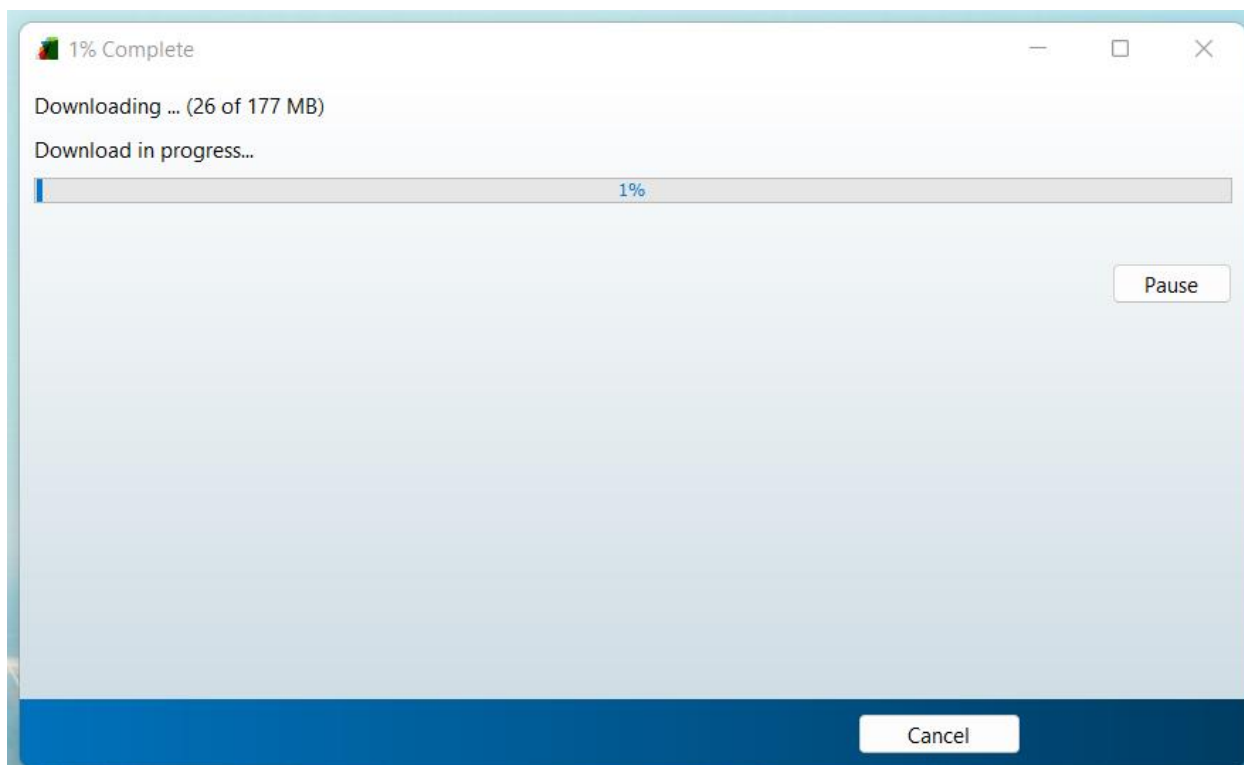 1% Complete
Downloading ... (26 of 177 MB)
Download in progress...
1%
Pause
Cancel